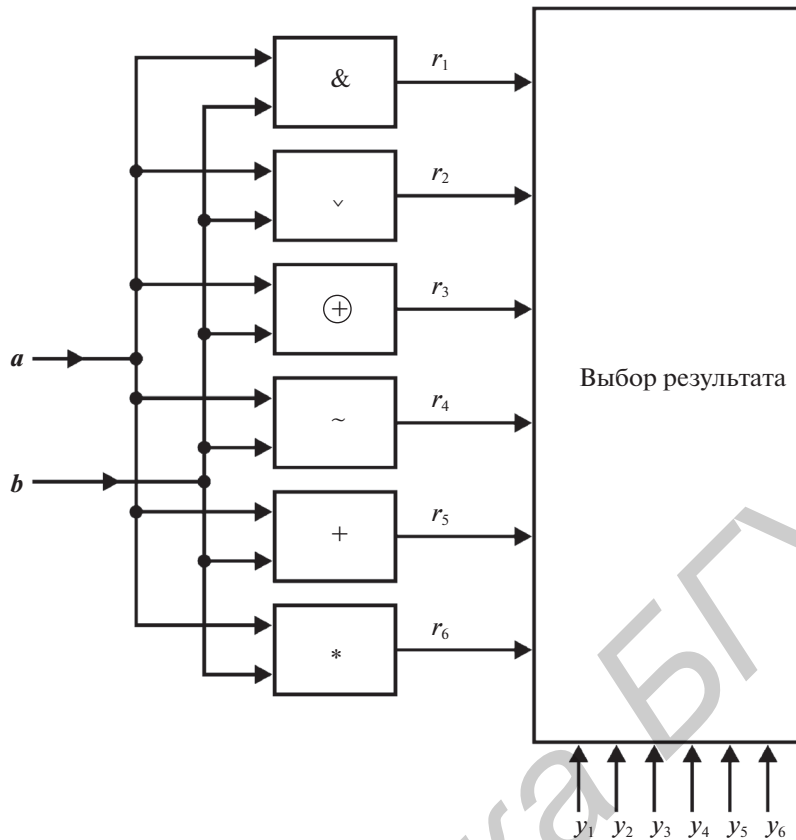 &
r₁
∨
r₂
⊕
r₃
a
~
r₄
Выбор результата
b
+
r₅
*
r₆
y₁ y₂ y₃ y₄ y₅ y₆